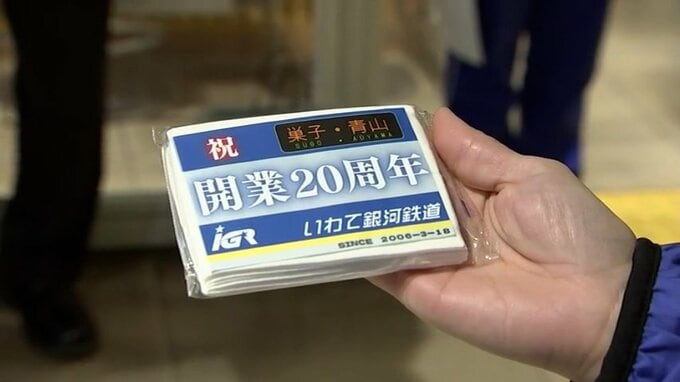 祝
巣子・青山
SUGO AOYAMA
開業20周年
iGR いわて銀河鉄道
SINCE 2006-3-18